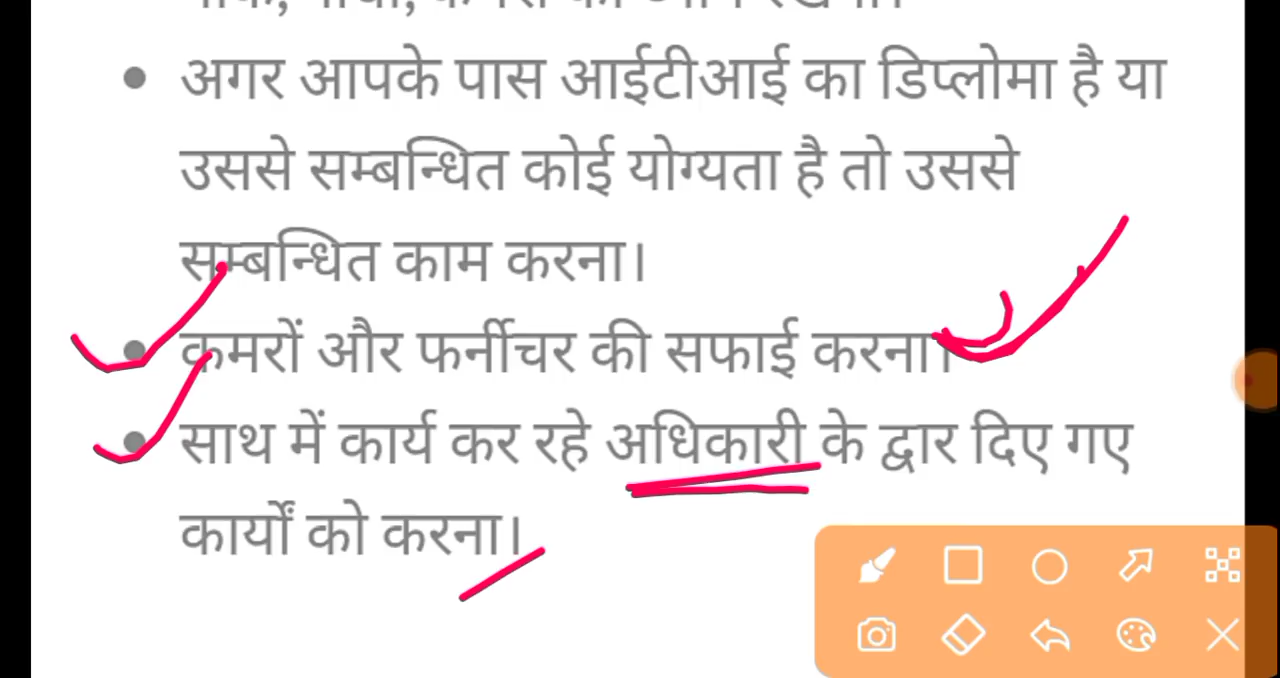 अगर आपके पास आईटीआई का डिप्लोमा है या
उससे सम्बन्धित कोई योग्यता है तो उससे
सम्बन्धित काम करना।
कमरों और फर्नीचर की सफाई करना।
साथ में कार्य कर रहे अधिकारी के द्वार दिए गए
कार्यों को करना।